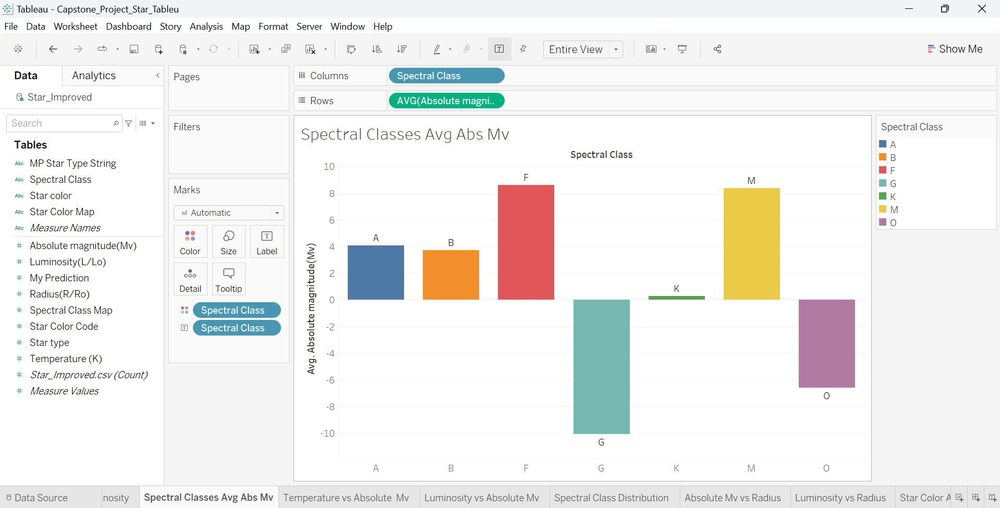 Tableau - Capstone_Project_Star_Tableu
File Data Worksheet Dashboard Story Analysis Map Format Server Window Help
Entire View
Show Me
Data
Analytics
Star_Improved
Search
Tables
Abc MP Star Type String
Abc Spectral Class
Abc Star color
Abc Star Color Map
Abc Measure Names
# Absolute magnitude(Mv)
# Luminosity(L/Lo)
# My Prediction
# Radius(R/Ro)
# Spectral Class Map
# Star Color Code
# Star type
# Temperature (K)
# Star_Improved.csv (Count)
# Measure Values
Pages
Filters
Marks
Automatic
Color Size Label
Detail Tooltip
Spectral Class
Spectral Class
Columns
Spectral Class
Rows
AVG(Absolute magni..
Spectral Classes Avg Abs Mv
Spectral Class
Avg. Absolute magnitude(Mv)
10
8
6
4
2
0
-2
-4
-6
-8
-10
A
B
F
G
K
M
O
A B F G K M O
Spectral Class
A
B
F
G
K
M
O
Data Source
nosity
Spectral Classes Avg Abs Mv
Temperature vs Absolute Mv
Luminosity vs Absolute Mv
Spectral Class Distribution
Absolute Mv vs Radius
Luminosity vs Radius
Star Color A